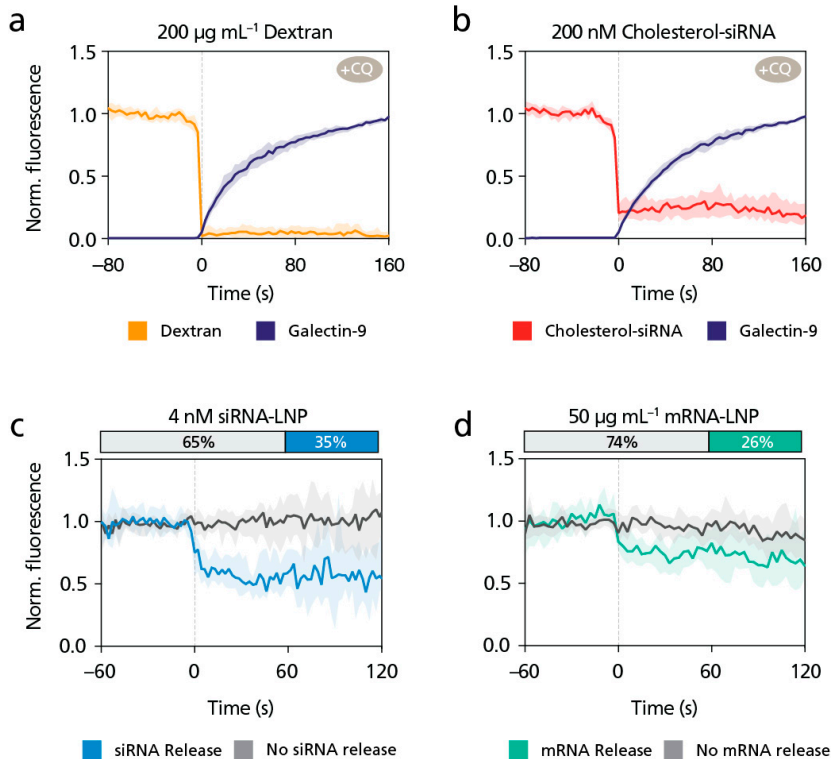 a
200 µg mL⁻¹ Dextran
+CQ
Norm. fluorescence
1.5
1.0
0.5
0.0
−80
0
80
160
Time (s)
Dextran
Galectin-9
b
200 nM Cholesterol-siRNA
+CQ
1.5
1.0
0.5
0.0
−80
0
80
160
Time (s)
Cholesterol-siRNA
Galectin-9
c
4 nM siRNA-LNP
65%
35%
Norm. fluorescence
1.5
1.0
0.5
0.0
−60
0
60
120
Time (s)
siRNA Release
No siRNA release
d
50 µg mL⁻¹ mRNA-LNP
74%
26%
1.5
1.0
0.5
0.0
−60
0
60
120
Time (s)
mRNA Release
No mRNA release